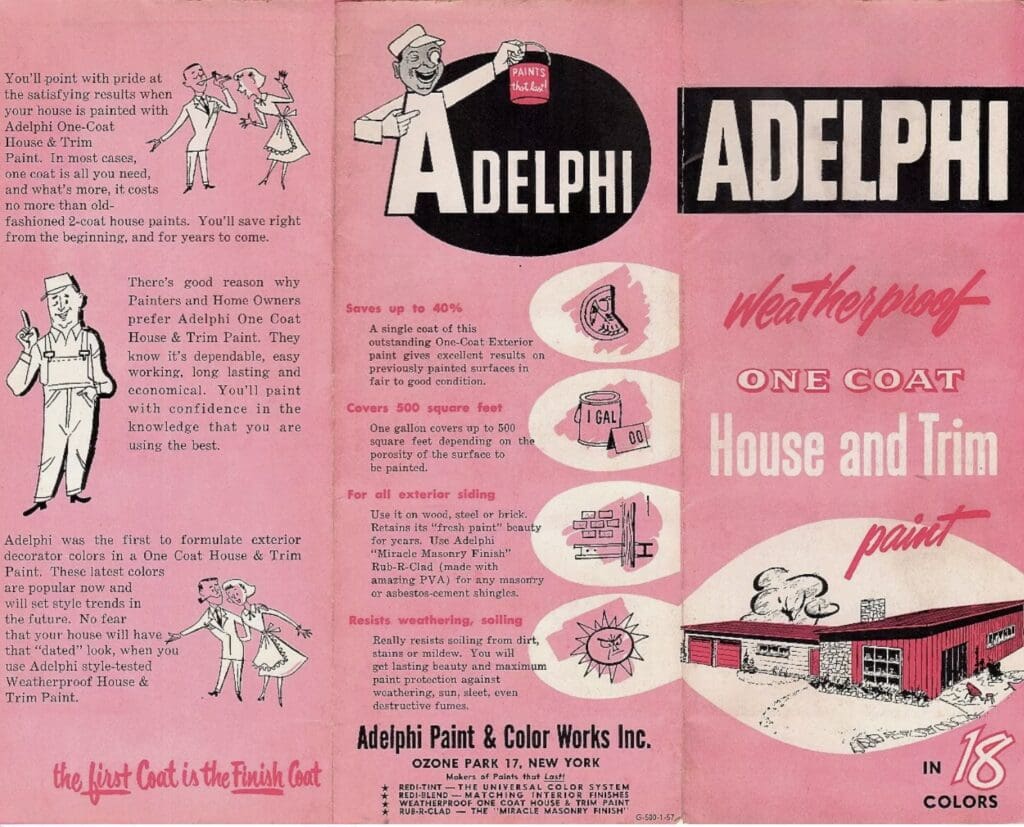 You'll point with pride at
the satisfying results when
your house is painted with
Adelphi One-Coat
House & Trim
Paint. In most cases,
one coat is all you need,
and what's more, it costs
no more than old-
fashioned 2-coat house paints. You'll save right
from the beginning, and for years to come.
There's good reason why
Painters and Home Owners
prefer Adelphi One Coat
House & Trim Paint. They
know it's dependable, easy
working, long lasting and
economical. You'll paint
with confidence in the
knowledge that you are
using the best.
Adelphi was the first to formulate exterior
decorator colors in a One Coat House & Trim
Paint. These latest colors
are popular now and
will set style trends in
the future. No fear
that your house will have
that "dated" look, when you
use Adelphi style-tested
Weatherproof House &
Trim Paint.
the first Coat is the Finish Coat
PAINTS
that last!
ADELPHI
Saves up to 40%
A single coat of this
outstanding One-Coat Exterior
paint gives excellent results on
previously painted surfaces in
fair to good condition.
Covers 500 square feet
One gallon covers up to 500
square feet depending on the
porosity of the surface to
be painted.
1 GAL
00
For all exterior siding
Use it on wood, steel or brick.
Retains its "fresh paint" beauty
for years. Use Adelphi
"Miracle Masonry Finish"
Rub-R-Clad (made with
amazing PVA) for any masonry
or asbestos-cement shingles.
Resists weathering, soiling
Really resists soiling from dirt,
stains or mildew. You will
get lasting beauty and maximum
paint protection against
weathering, sun, sleet, even
destructive fumes.
Adelphi Paint & Color Works Inc.
OZONE PARK 17, NEW YORK
Makers of Paints that Last!
★ REDI-TINT — THE UNIVERSAL COLOR SYSTEM
★ REDI-BLEND — MATCHING INTERIOR FINISHES
★ WEATHERPROOF ONE COAT HOUSE & TRIM PAINT
★ RUB-R-CLAD — THE "MIRACLE MASONRY FINISH"
G-500-1-57
ADELPHI
Weatherproof
ONE COAT
House and Trim
paint
IN 18
COLORS